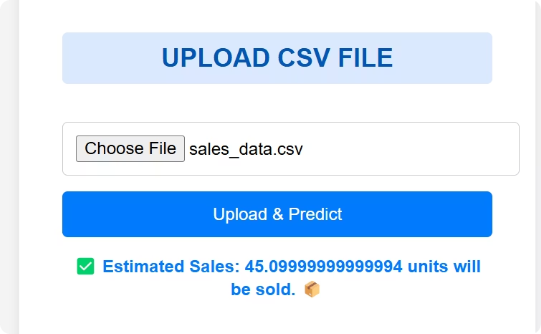 UPLOAD CSV FILE
Choose File sales_data.csv
Upload & Predict
✅ Estimated Sales: 45.09999999999994 units will
be sold. 📦